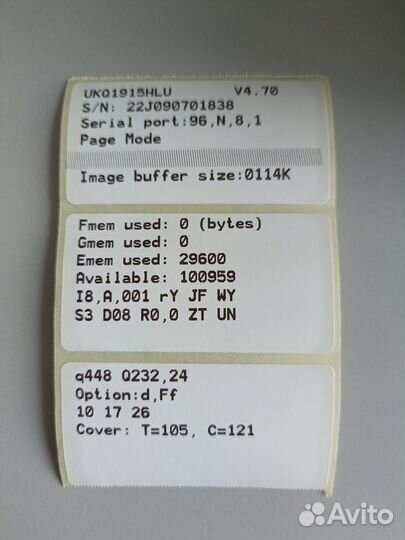 UKQ1915HLU V4.70
S/N: 22J090701838
Serial port:96,N,8,1
Page Mode
Image buffer size:0114K
Fmem used: 0 (bytes)
Gmem used: 0
Emem used: 29600
Available: 100959
I8,A,001 rY JF WY
S3 D08 R0,0 ZT UN
q448 Q232,24
Option:d,Ff
10 17 26
Cover: T=105, C=121
Avito